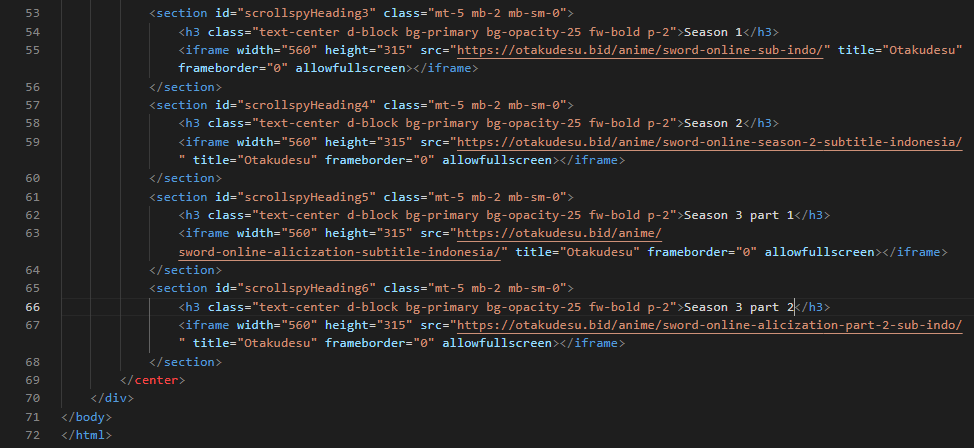 53 <section id="scrollspyHeading3" class="mt-5 mb-2 mb-sm-0">
54 <h3 class="text-center d-block bg-primary bg-opacity-25 fw-bold p-2">Season 1</h3>
55 <iframe width="560" height="315" src="https://otakudesu.bid/anime/sword-online-sub-indo/" title="Otakudesu"
frameborder="0" allowfullscreen></iframe>
56 </section>
57 <section id="scrollspyHeading4" class="mt-5 mb-2 mb-sm-0">
58 <h3 class="text-center d-block bg-primary bg-opacity-25 fw-bold p-2">Season 2</h3>
59 <iframe width="560" height="315" src="https://otakudesu.bid/anime/sword-online-season-2-subtitle-indonesia/
" title="Otakudesu" frameborder="0" allowfullscreen></iframe>
60 </section>
61 <section id="scrollspyHeading5" class="mt-5 mb-2 mb-sm-0">
62 <h3 class="text-center d-block bg-primary bg-opacity-25 fw-bold p-2">Season 3 part 1</h3>
63 <iframe width="560" height="315" src="https://otakudesu.bid/anime/
sword-online-alicization-subtitle-indonesia/" title="Otakudesu" frameborder="0" allowfullscreen></iframe>
64 </section>
65 <section id="scrollspyHeading6" class="mt-5 mb-2 mb-sm-0">
66 <h3 class="text-center d-block bg-primary bg-opacity-25 fw-bold p-2">Season 3 part 2</h3>
67 <iframe width="560" height="315" src="https://otakudesu.bid/anime/sword-online-alicization-part-2-sub-indo/
" title="Otakudesu" frameborder="0" allowfullscreen></iframe>
68 </section>
69 </center>
70 </div>
71 </body>
72 </html>